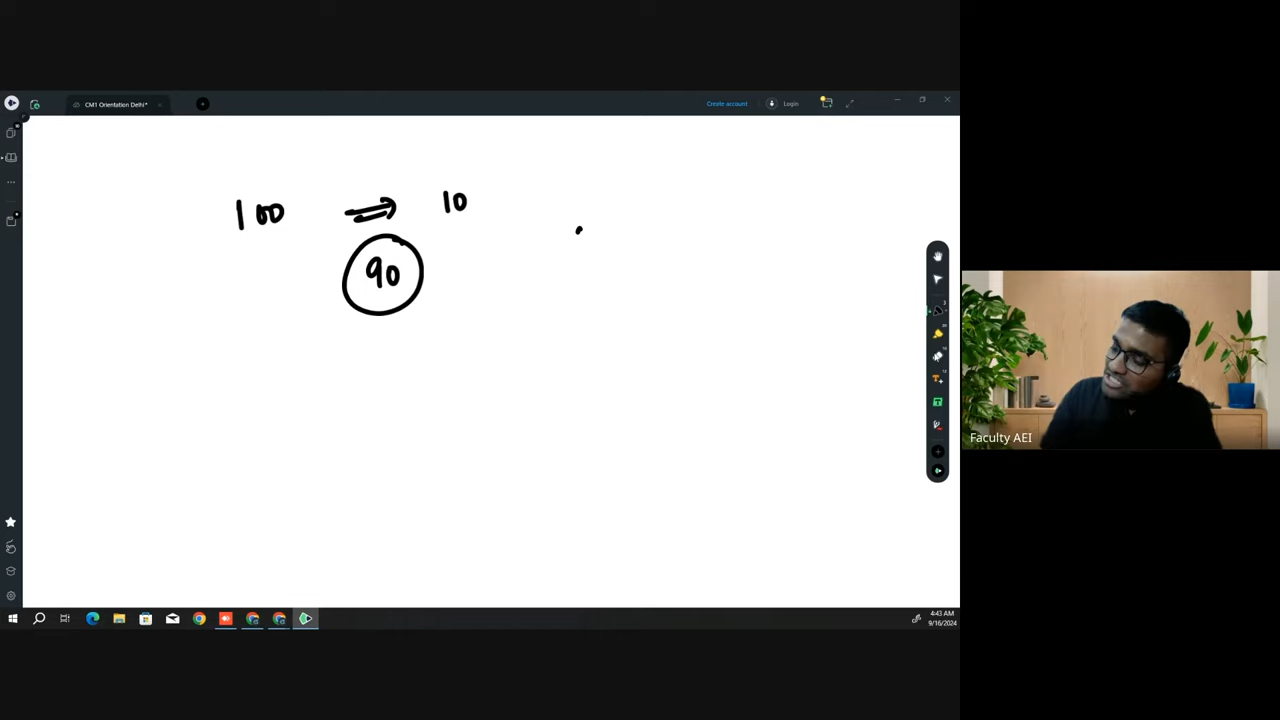 CM1 Orientation Delhi*
Create account
Login
100 ⇒ 10
90
Faculty AEI
4:43 AM
9/16/2024